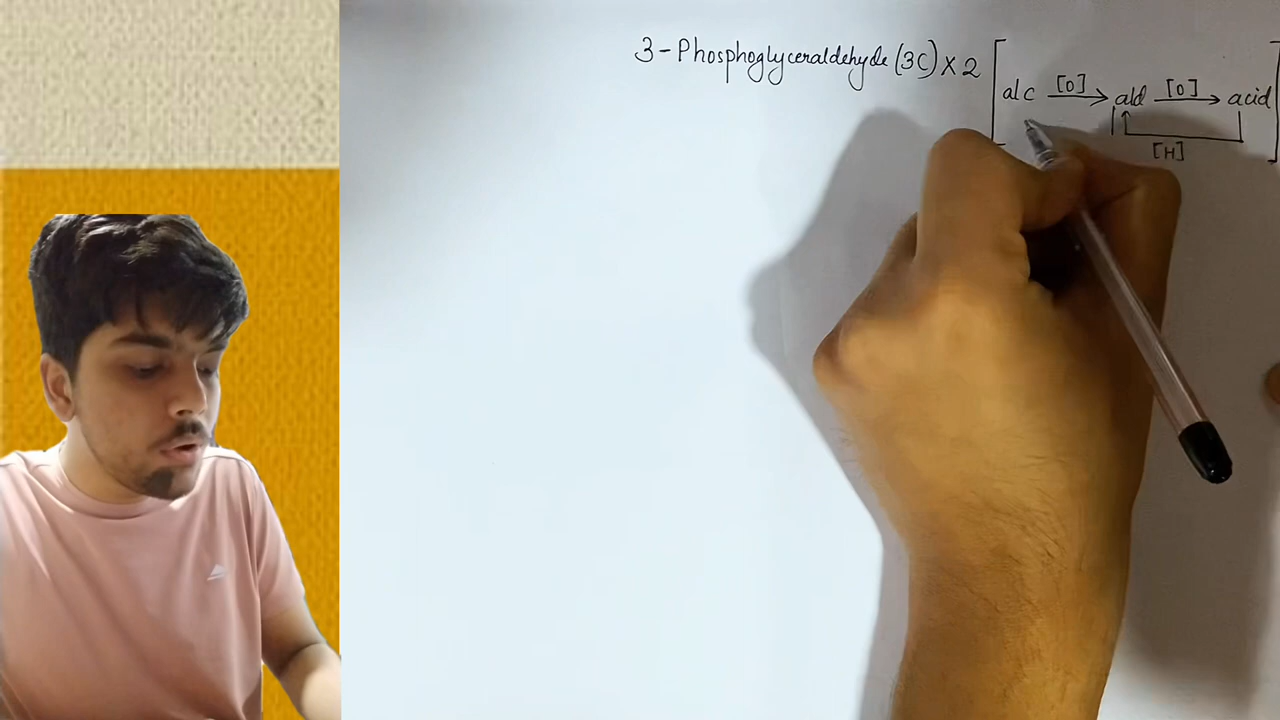 3-Phosphoglyceraldehyde (3C) x 2
[alc [O]→ ald [O]→ acid]
[H]